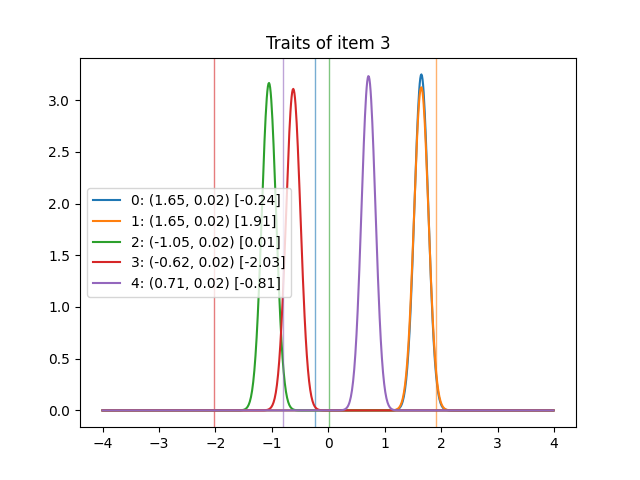 Traits of item 3
3.0
2.5
2.0
1.5
1.0
0.5
0.0
0: (1.65, 0.02) [-0.24]
1: (1.65, 0.02) [1.91]
2: (-1.05, 0.02) [0.01]
3: (-0.62, 0.02) [-2.03]
4: (0.71, 0.02) [-0.81]
−4 −3 −2 −1 0 1 2 3 4